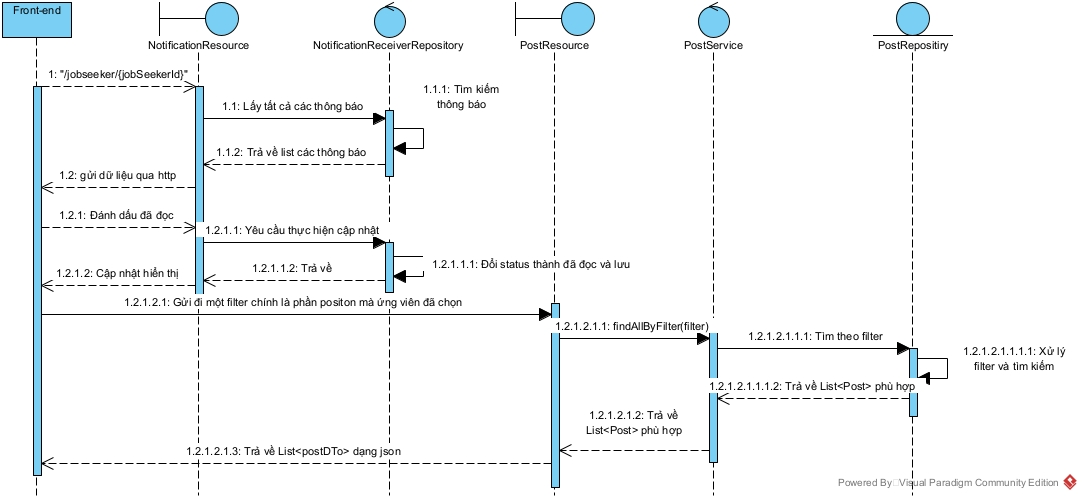 Front-end
NotificationResource
NotificationReceiverRepository
PostResource
PostService
PostRepositiry
1: "/jobseeker/{jobSeekerId}"
1.1: Lấy tất cả các thông báo
1.1.1: Tìm kiếm
thông báo
1.1.2: Trả về list các thông báo
1.2: gửi dữ liệu qua http
1.2.1: Đánh dấu đã đọc
1.2.1.1: Yêu cầu thực hiện cập nhật
1.2.1.1.1: Đổi status thành đã đọc và lưu
1.2.1.1.2: Trả về
1.2.1.2: Cập nhật hiển thị
1.2.1.2.1: Gửi đi một filter chính là phần positon mà ứng viên đã chọn
1.2.1.2.1.1: findAllByFilter(filter)
1.2.1.2.1.1.1: Tìm theo filter
1.2.1.2.1.1.1.1: Xử lý
filter và tìm kiếm
1.2.1.2.1.1.1.2: Trả về List<Post> phù hợp
1.2.1.2.1.2: Trả về
List<Post> phù hợp
1.2.1.2.1.3: Trả về List<postDTo> dạng json
Powered By Visual Paradigm Community Edition